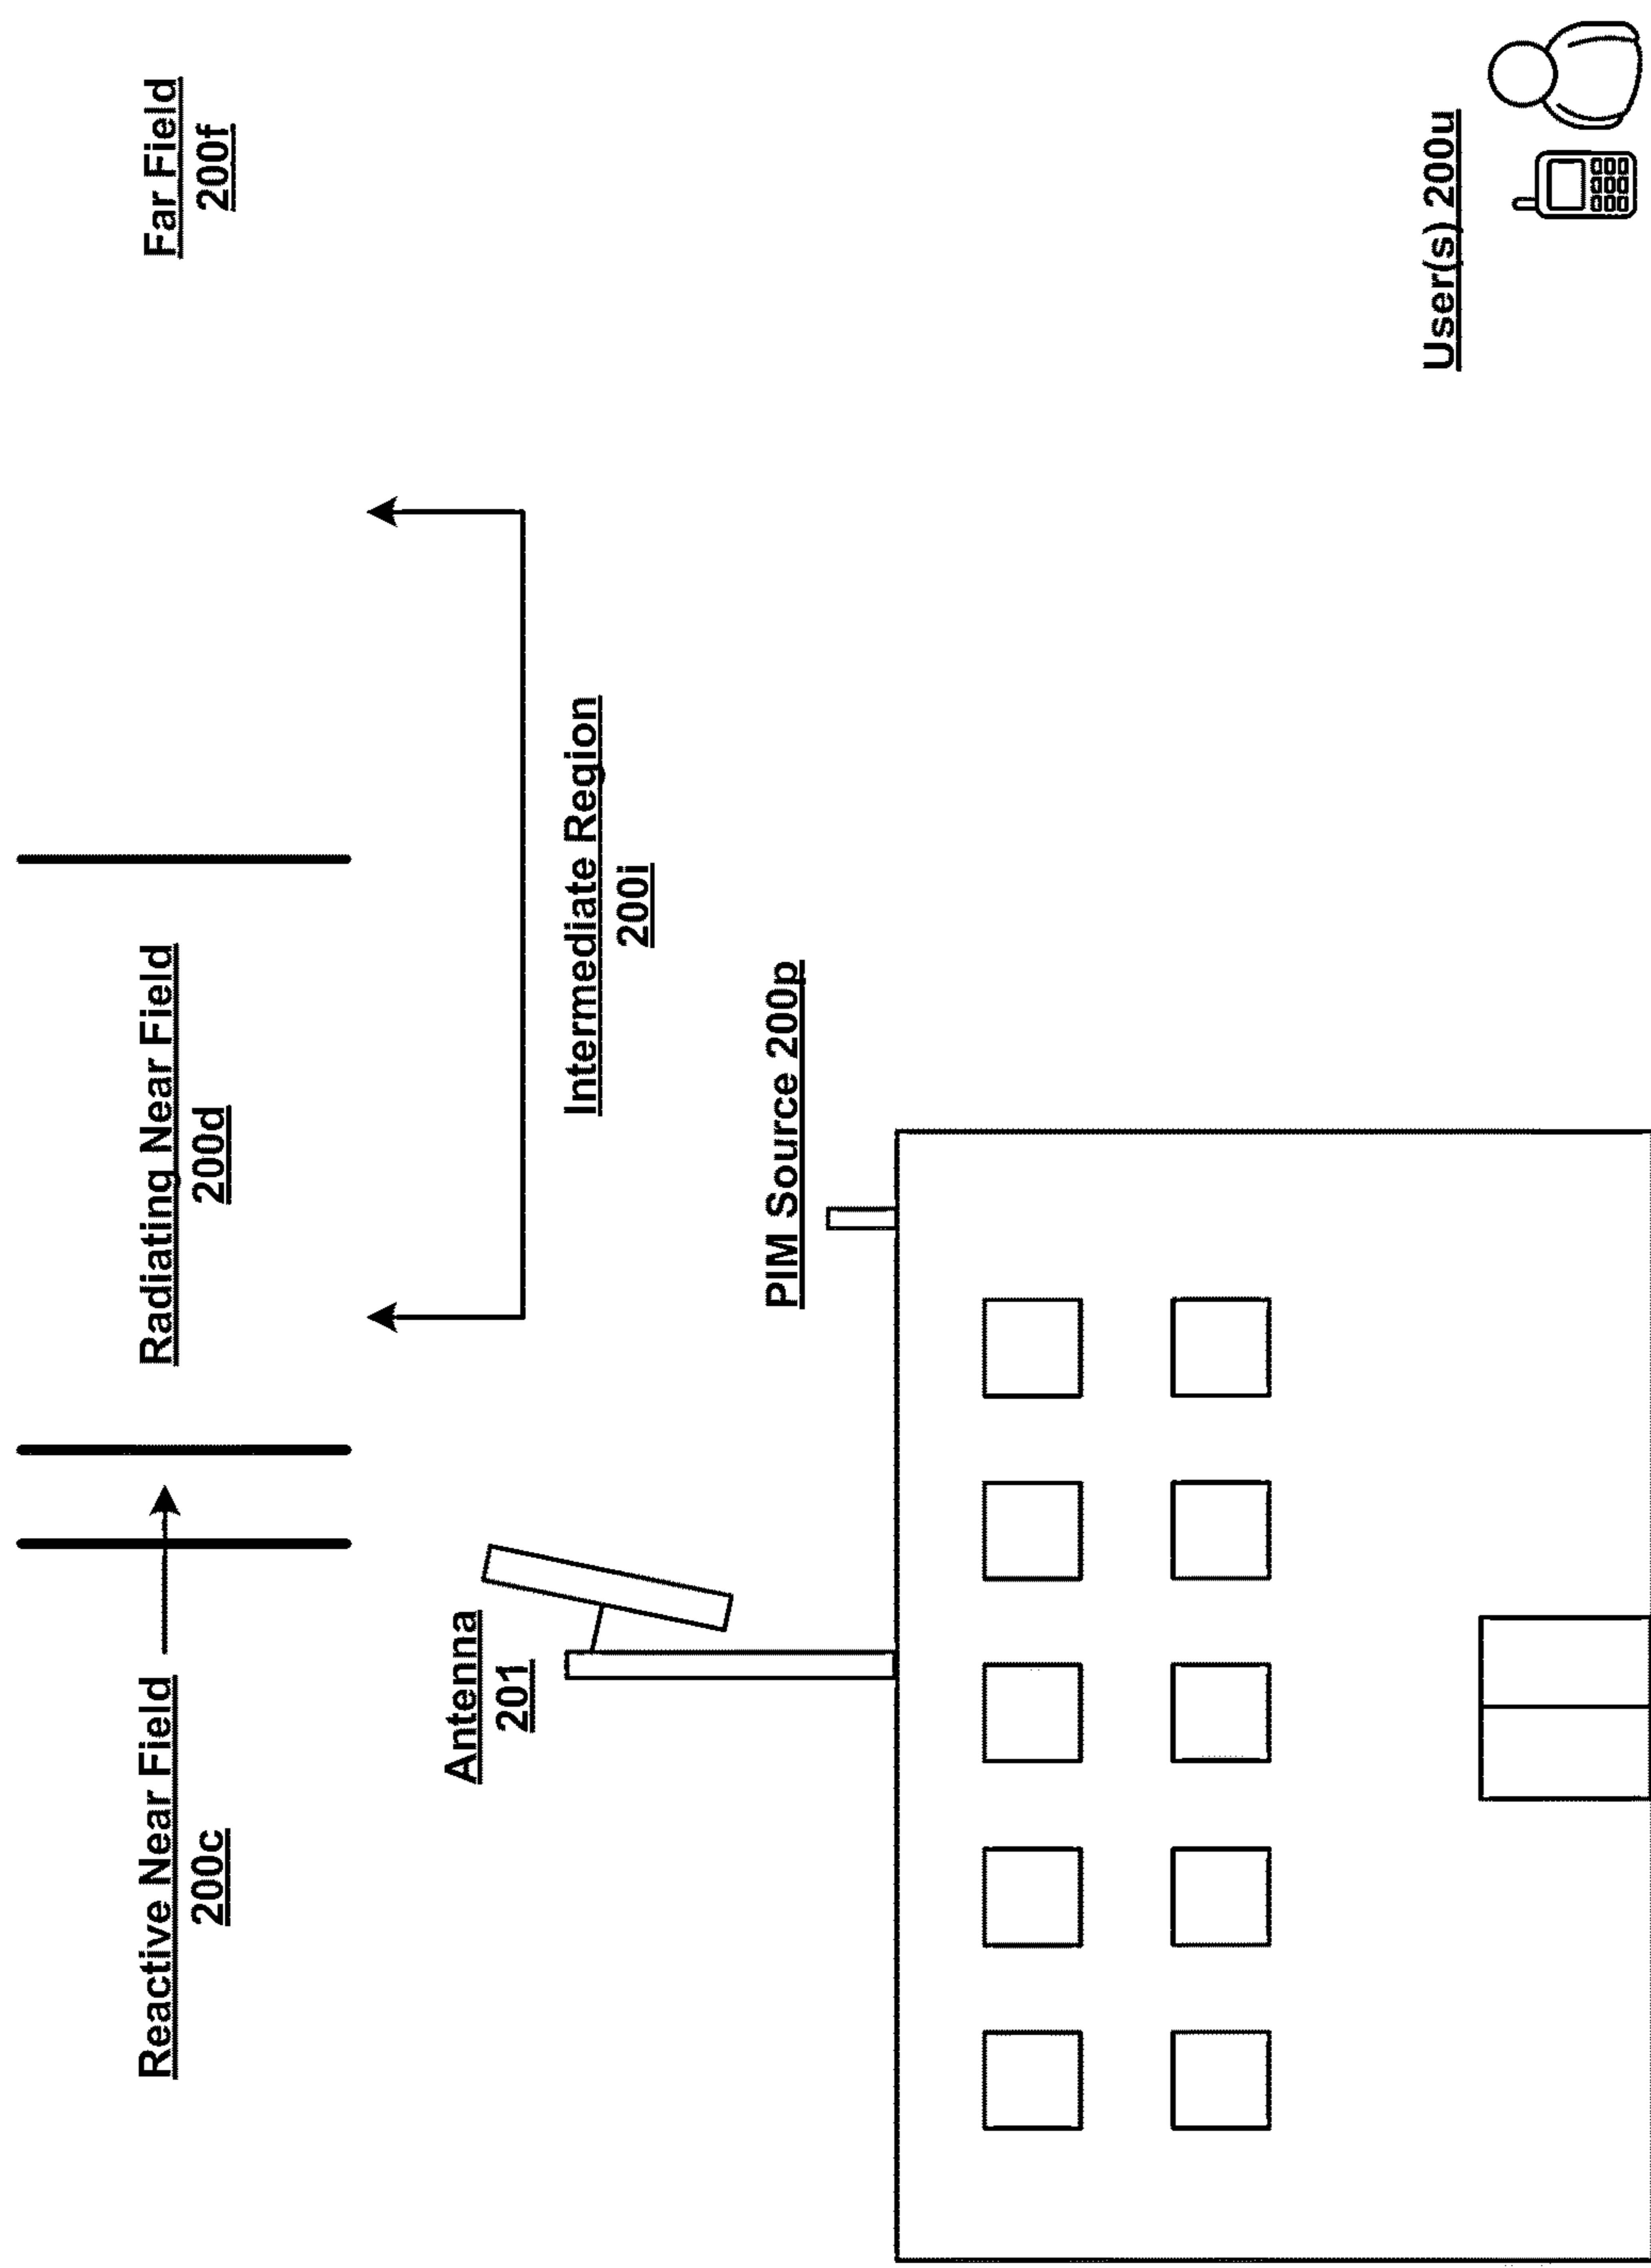 Reactive Near Field
200c
Radiating Near Field
200d
Far Field
200f
Antenna
201
Intermediate Region
200i
PIM Source 200p
User(s) 200u